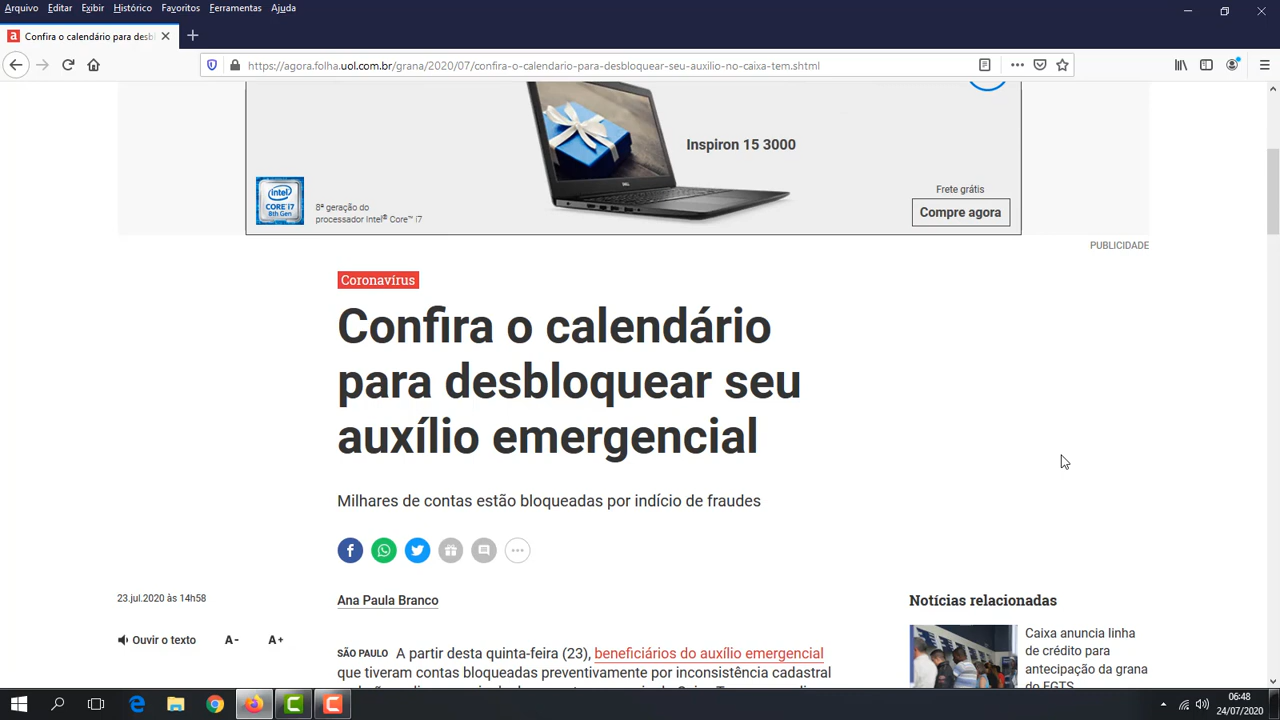 Arquivo Editar Exibir Histórico Favoritos Ferramentas Ajuda
Confira o calendário para desbl
https://agora.folha.uol.com.br/grana/2020/07/confira-o-calendario-para-desbloquear-seu-auxilio-no-caixa-tem.shtml
Inspiron 15 3000
intel
CORE i7
8th Gen
8ª geração do
processador Intel® Core™ i7
DELL
Frete grátis
Compre agora
PUBLICIDADE
Coronavírus
Confira o calendário
para desbloquear seu
auxílio emergencial
Milhares de contas estão bloqueadas por indício de fraudes
23.jul.2020 às 14h58
Ana Paula Branco
Notícias relacionadas
Ouvir o texto A- A+
SÃO PAULO A partir desta quinta-feira (23), beneficiários do auxílio emergencial
que tiveram contas bloqueadas preventivamente por inconsistência cadastral
Caixa anuncia linha
de crédito para
antecipação da grana
do FGTS
06:48
24/07/2020